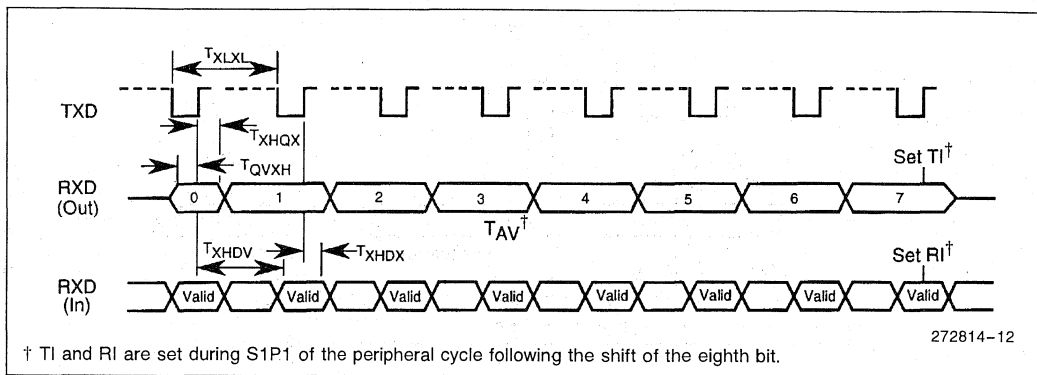 TXLXL
TXD
TXHQX
TQVXH
Set TI†
RXD
(Out)
0 1 2 3 4 5 6 7
TAV†
TXHDV
TXHDX
Set RI†
RXD
(In)
Valid Valid Valid Valid Valid Valid Valid Valid
272814-12
† TI and RI are set during S1P1 of the peripheral cycle following the shift of the eighth bit.